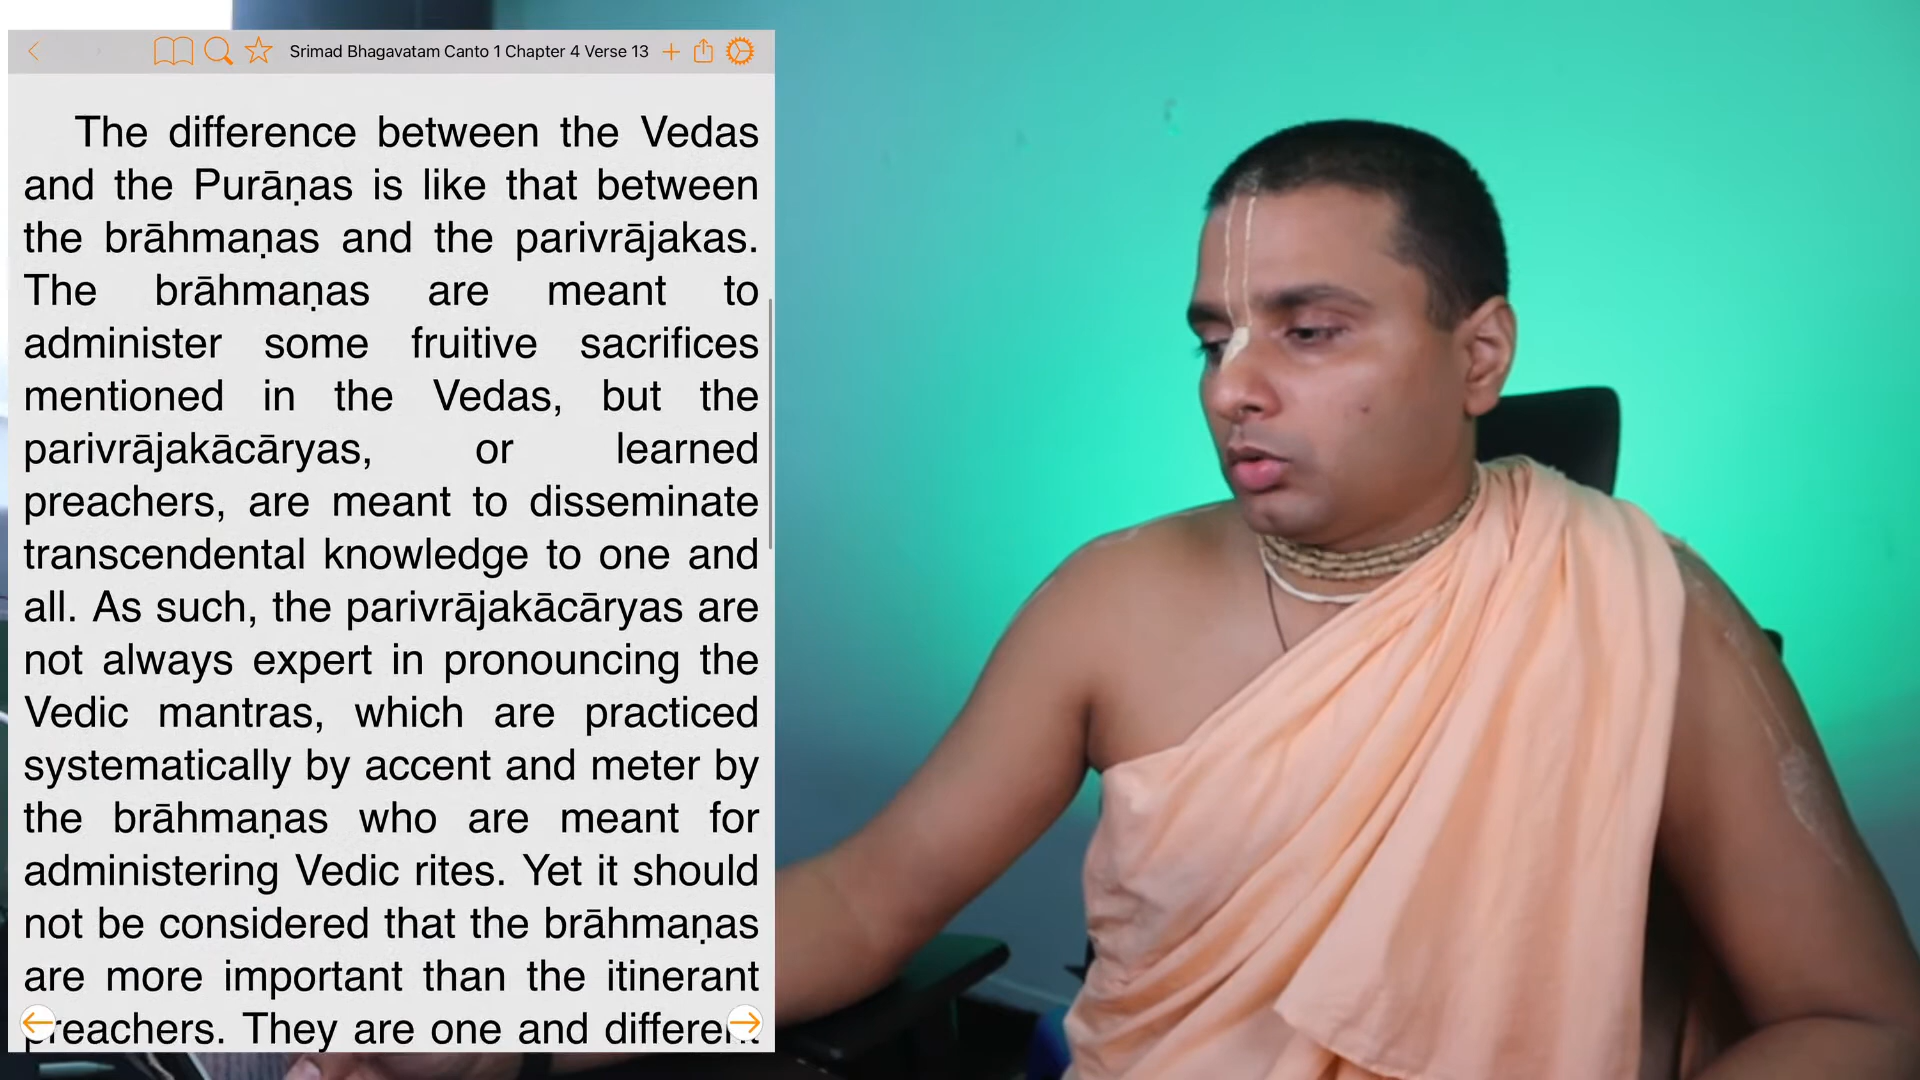 Srimad Bhagavatam Canto 1 Chapter 4 Verse 13
The difference between the Vedas
and the Purāṇas is like that between
the brāhmaṇas and the parivrājakas.
The brāhmaṇas are meant to
administer some fruitive sacrifices
mentioned in the Vedas, but the
parivrājakācāryas, or learned
preachers, are meant to disseminate
transcendental knowledge to one and
all. As such, the parivrājakācāryas are
not always expert in pronouncing the
Vedic mantras, which are practiced
systematically by accent and meter by
the brāhmaṇas who are meant for
administering Vedic rites. Yet it should
not be considered that the brāhmaṇas
are more important than the itinerant
preachers. They are one and different